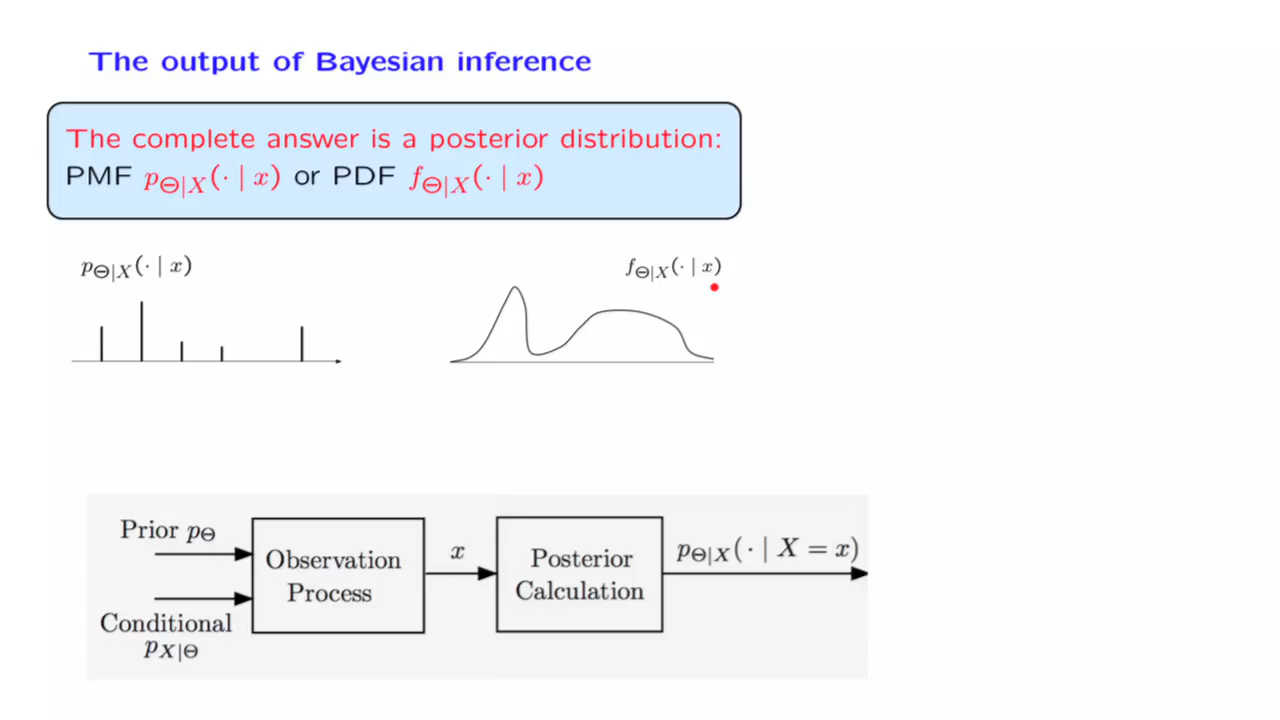 The output of Bayesian inference
The complete answer is a posterior distribution:
PMF p_{Θ|X}(· | x) or PDF f_{Θ|X}(· | x)
p_{Θ|X}(· | x)
f_{Θ|X}(· | x)
Prior p_Θ
Observation
Process
Conditional
p_{X|Θ}
x
Posterior
Calculation
p_{Θ|X}(· | X = x)